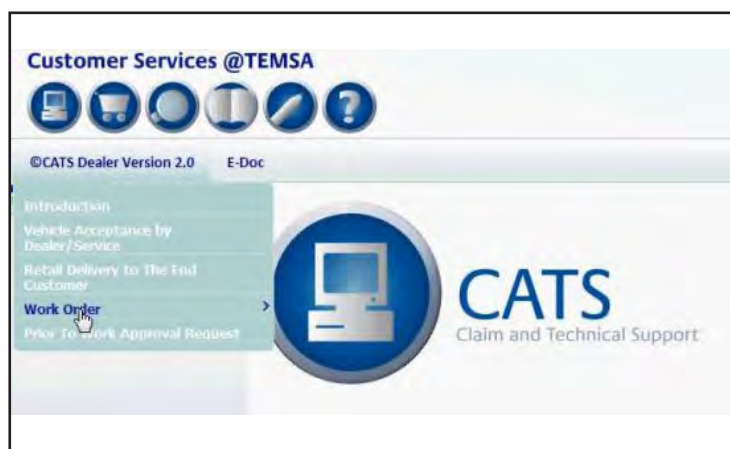 Customer Services @TEMSA
©CATS Dealer Version 2.0 E-Doc
Introduction
Vehicle Acceptance by
Dealer/Service
Retail Delivery to The End
Customer
Work Order
Prior To Work Approval Request
CATS
Claim and Technical Support